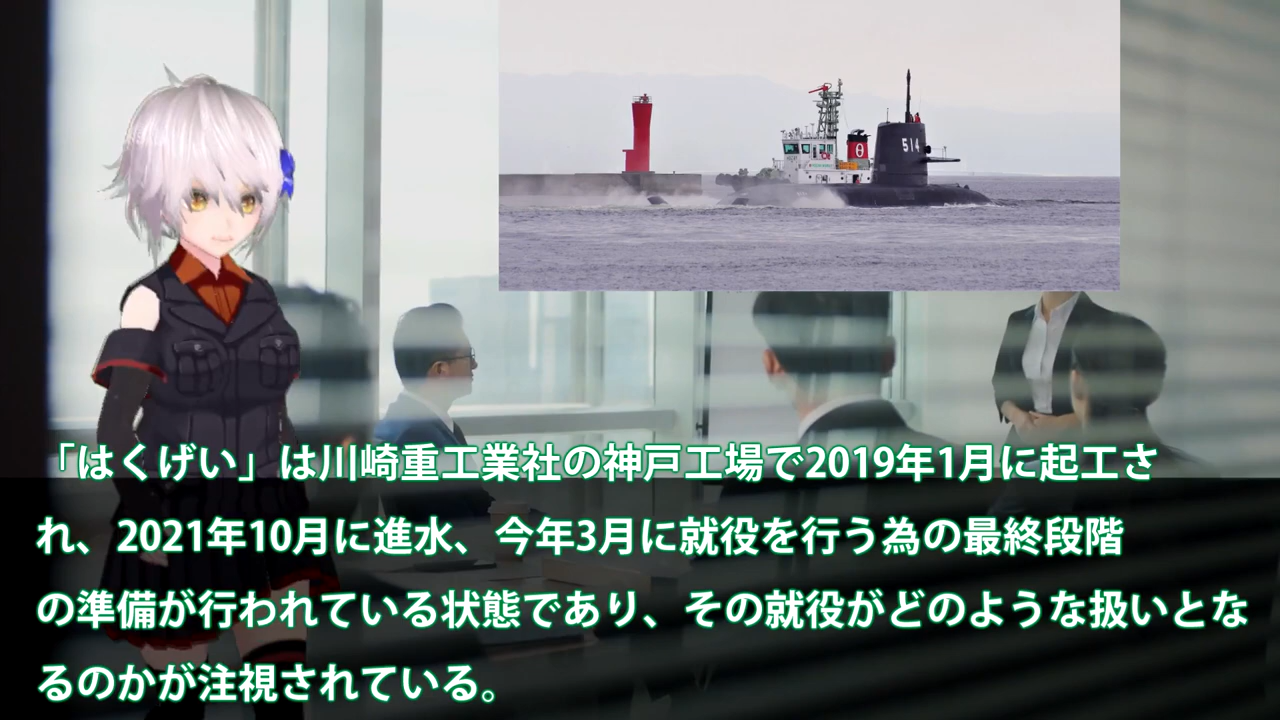 514
「はくげい」は川崎重工業社の神戸工場で2019年1月に起工さ
れ、2021年10月に進水、今年3月に就役を行う為の最終段階
の準備が行われている状態であり、その就役がどのような扱いとな
るのかが注視されている。